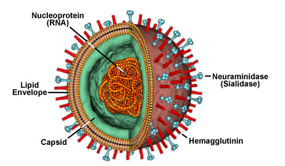 Nucleoprotein
(RNA)
Lipid
Envelope
Capsid
Neuraminidase
(Sialidase)
Hemagglutinin